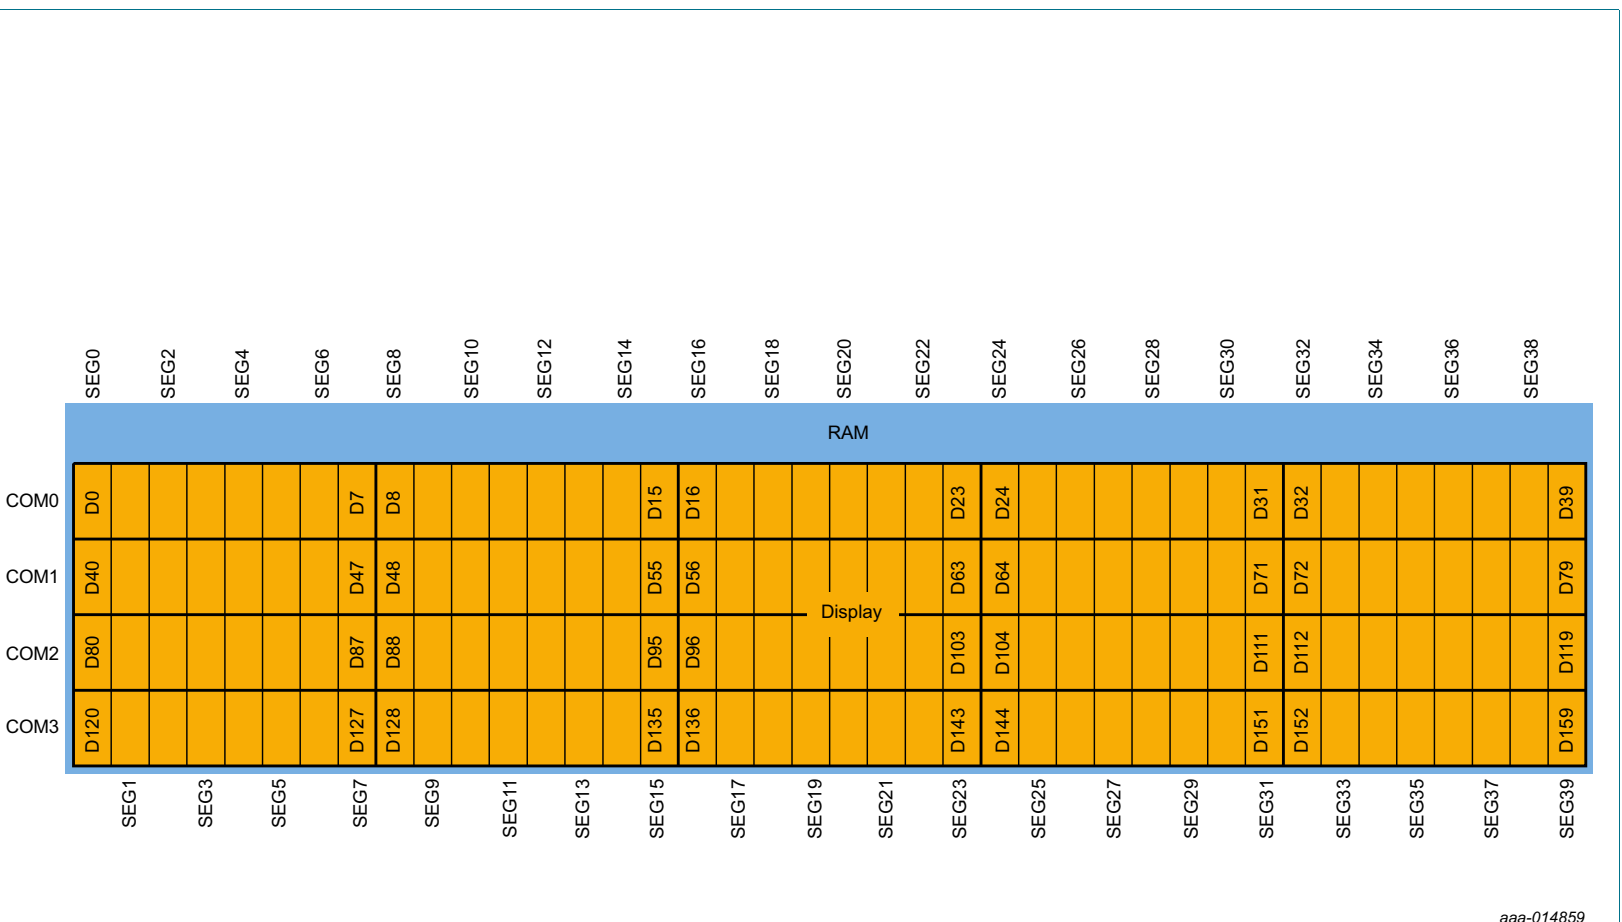 SEG0 SEG2 SEG4 SEG6 SEG8 SEG10 SEG12 SEG14 SEG16 SEG18 SEG20 SEG22 SEG24 SEG26 SEG28 SEG30 SEG32 SEG34 SEG36 SEG38
RAM
COM0 D0 D7 D8 D15 D16 D23 D24 D31 D32 D39
COM1 D40 D47 D48 D55 D56 D63 D64 D71 D72 D79
Display
COM2 D80 D87 D88 D95 D96 D103 D104 D111 D112 D119
COM3 D120 D127 D128 D135 D136 D143 D144 D151 D152 D159
SEG1 SEG3 SEG5 SEG7 SEG9 SEG11 SEG13 SEG15 SEG17 SEG19 SEG21 SEG23 SEG25 SEG27 SEG29 SEG31 SEG33 SEG35 SEG37 SEG39
aaa-014859